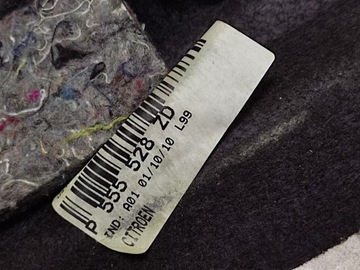 P 555 528 ZD
IND: A01 01/10/10 L99
CITROEN